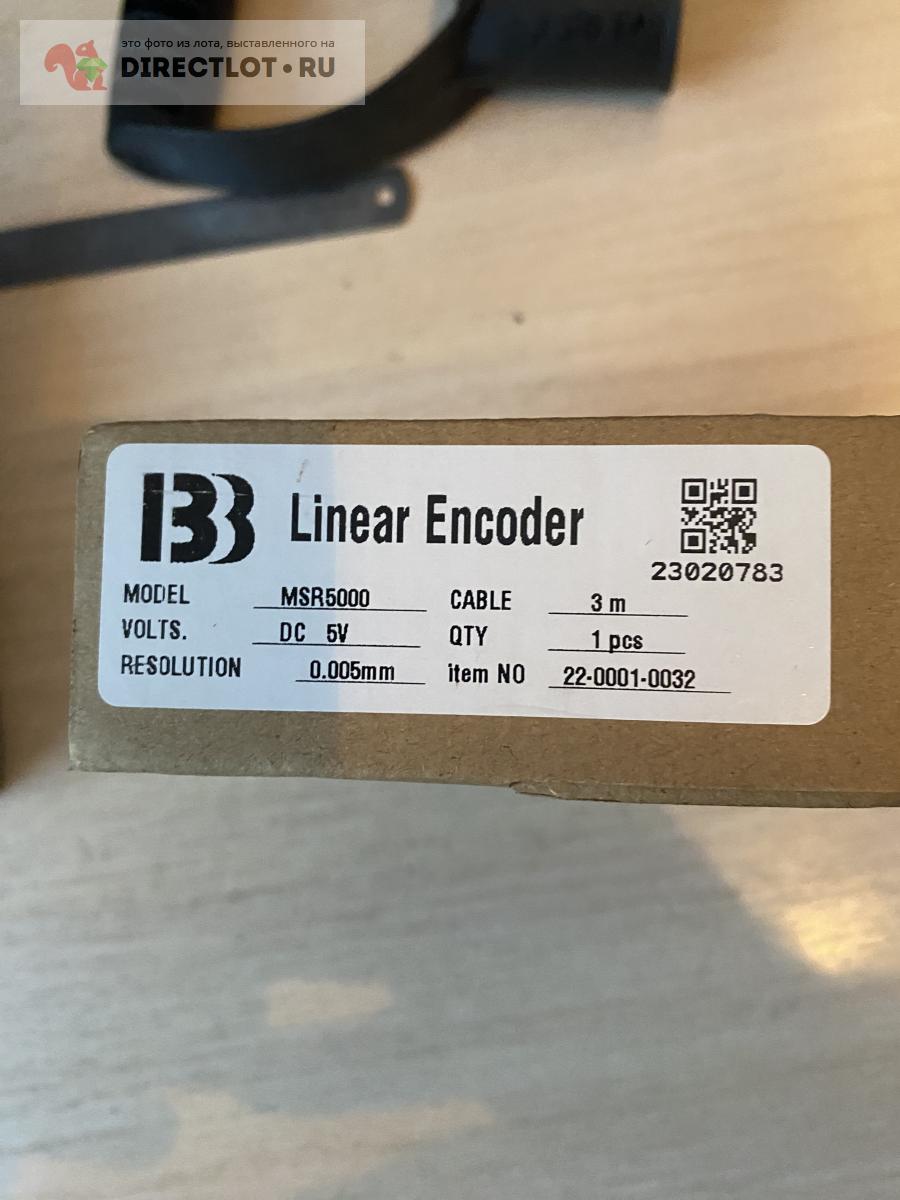 это фото из лота, выставленного на
DIRECTLOT•RU
BB Linear Encoder
23020783
MODEL MSR5000 CABLE 3 m
VOLTS. DC 5V QTY 1 pcs
RESOLUTION 0.005mm item NO 22-0001-0032